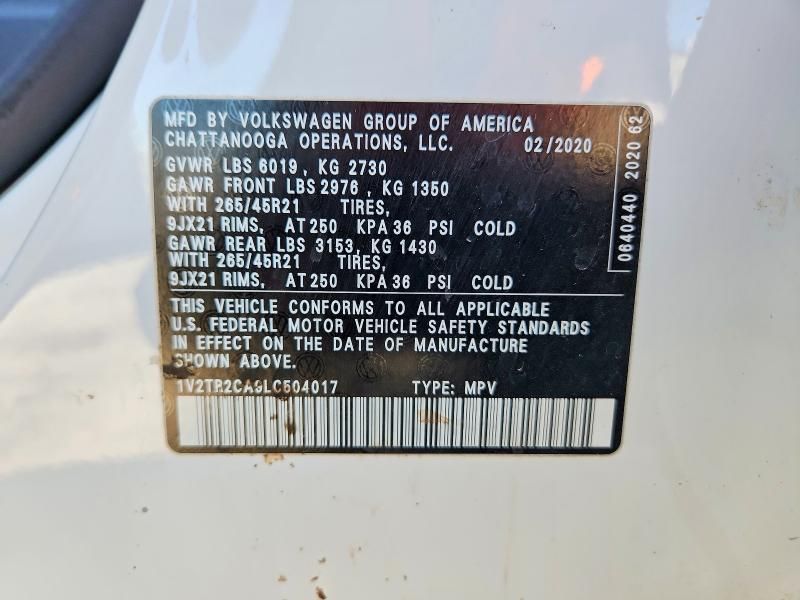 MFD BY VOLKSWAGEN GROUP OF AMERICA
CHATTANOOGA OPERATIONS, LLC. 02/2020
GVWR LBS 6019, KG 2730
GAWR FRONT LBS 2976, KG 1350
WITH 265/45R21 TIRES,
9JX21 RIMS, AT 250 KPA 36 PSI COLD
GAWR REAR LBS 3153, KG 1430
WITH 265/45R21 TIRES,
9JX21 RIMS, AT 250 KPA 36 PSI COLD
THIS VEHICLE CONFORMS TO ALL APPLICABLE
U.S. FEDERAL MOTOR VEHICLE SAFETY STANDARDS
IN EFFECT ON THE DATE OF MANUFACTURE
SHOWN ABOVE.
1V2TR2CA9LC504017 TYPE: MPV
0640440 2020 62